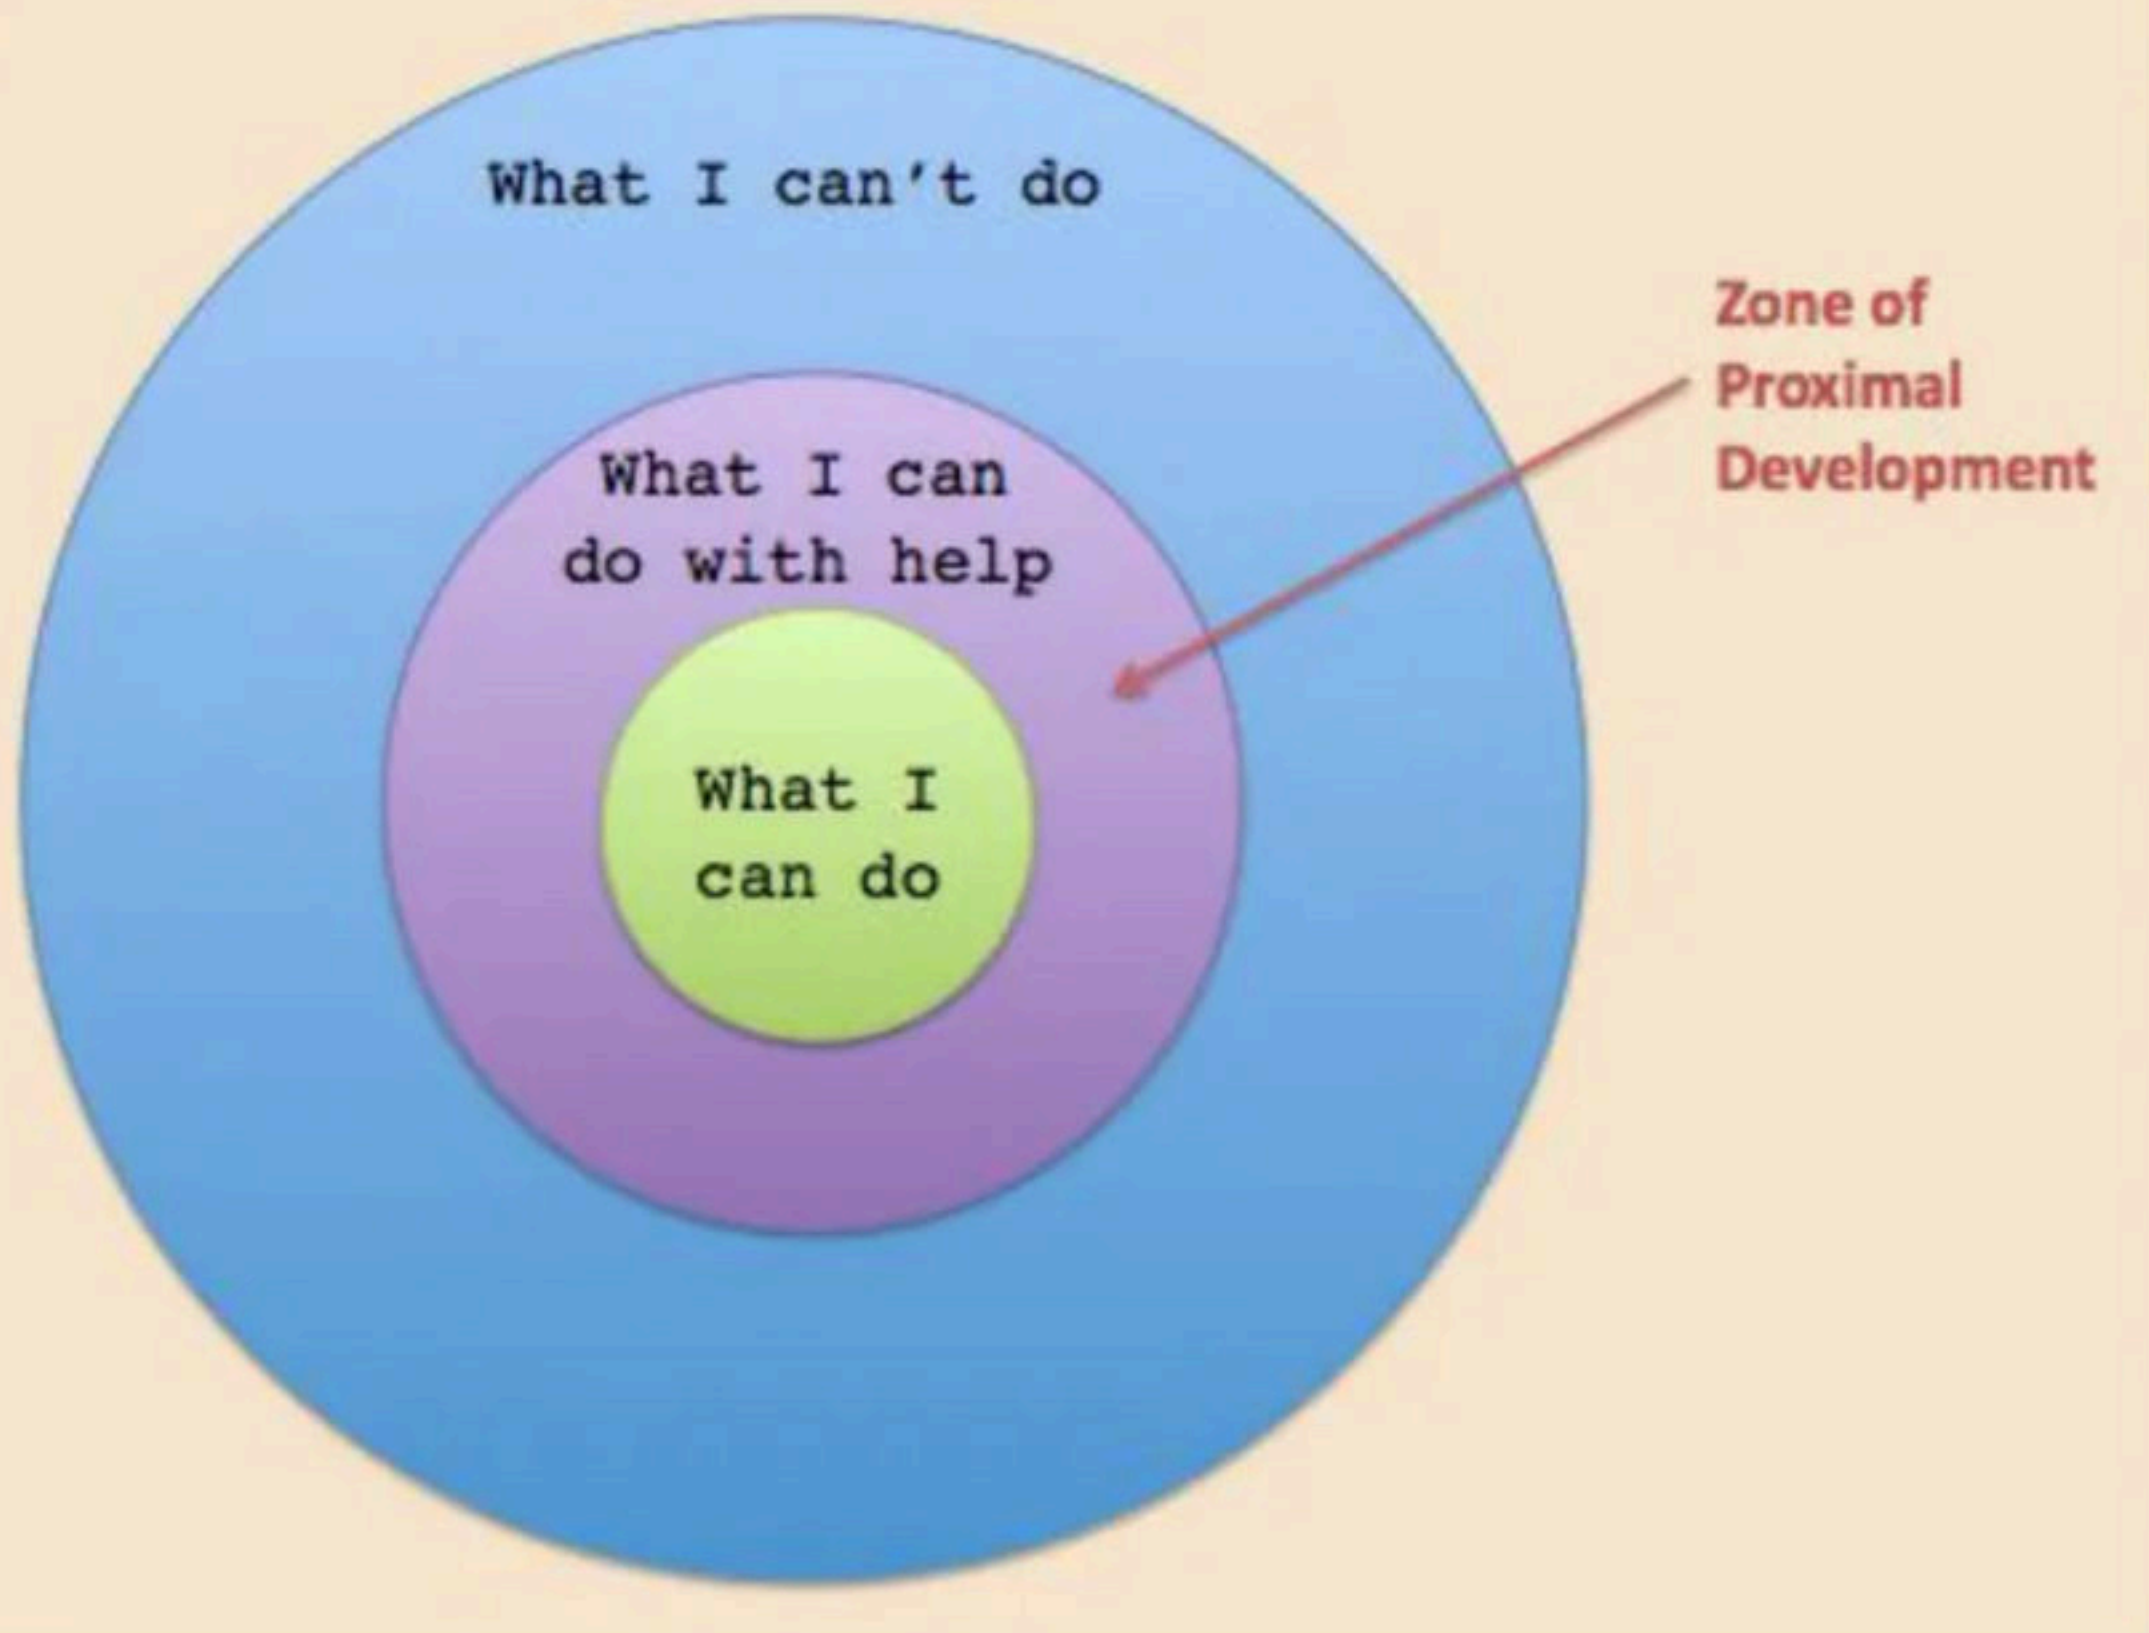 What I can't do
Zone of
Proximal
Development
What I can
do with help
What I
can do